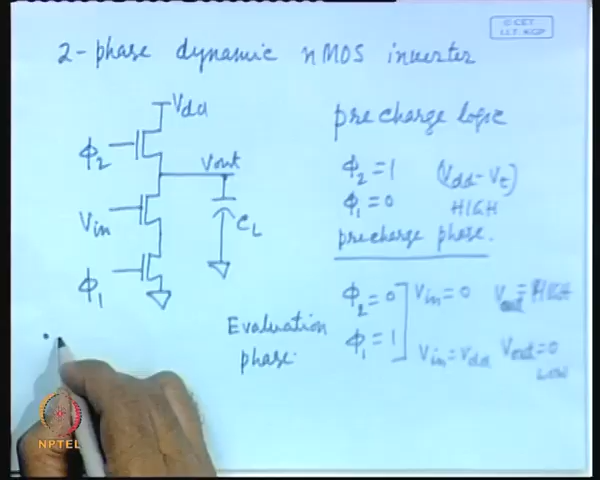 © CET
I.I.T. KGP
2-phase dynamic nMOS inverter
Vdd
precharge logic
ϕ2
Vout
ϕ2 = 1 (Vdd - Vt)
ϕ1 = 0 HIGH
precharge phase.
Vin
CL
ϕ1
ϕ2 = 0 Vin = 0 Vout = HIGH
Evaluation phase.
ϕ1 = 1 Vin = Vdd Vout = 0
LOW
NPTEL